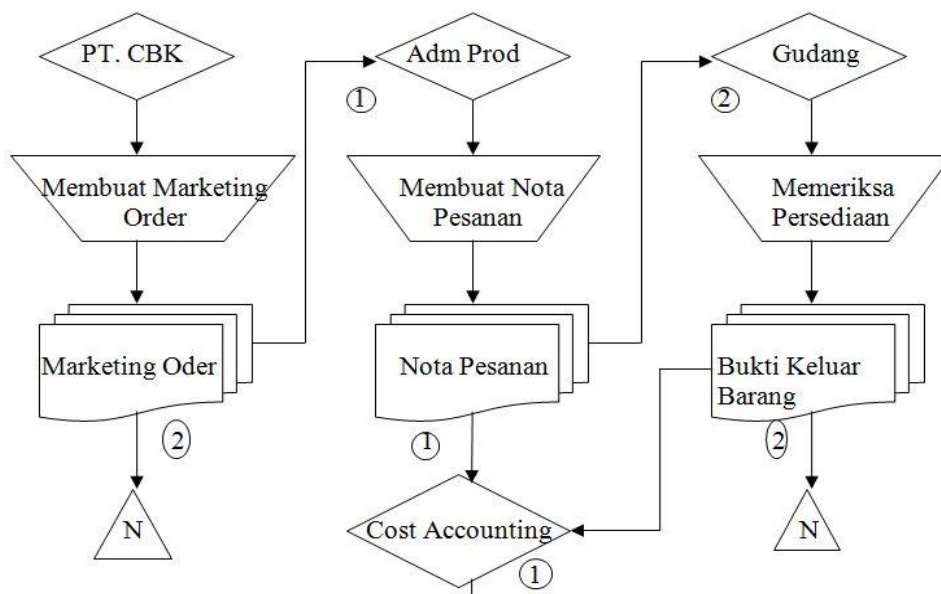 PT. CBK
Adm Prod
Gudang
1
2
Membuat Marketing
Order
Membuat Nota
Pesanan
Memeriksa
Persediaan
Marketing Oder
Nota Pesanan
Bukti Keluar
Barang
2
1
2
N
Cost Accounting
N
1